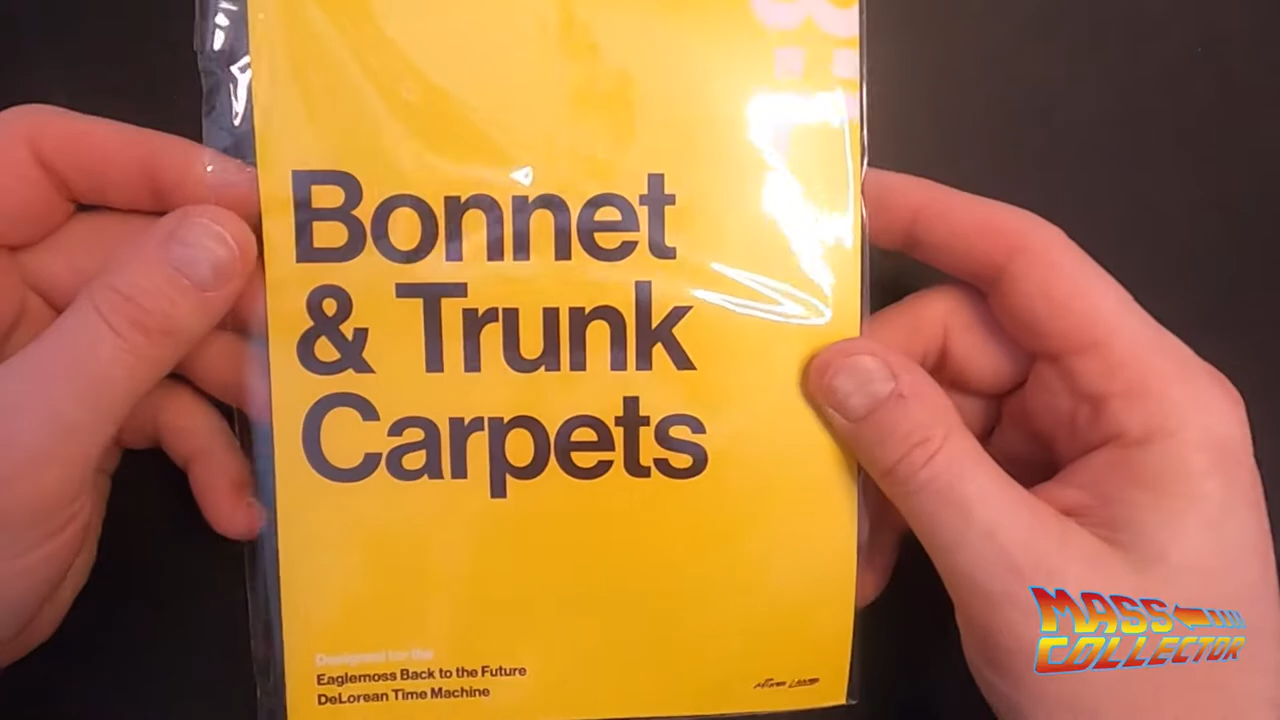 Bonnet
& Trunk
Carpets
Designed for the
Eaglemoss Back to the Future
DeLorean Time Machine
MASS
COLLECTOR